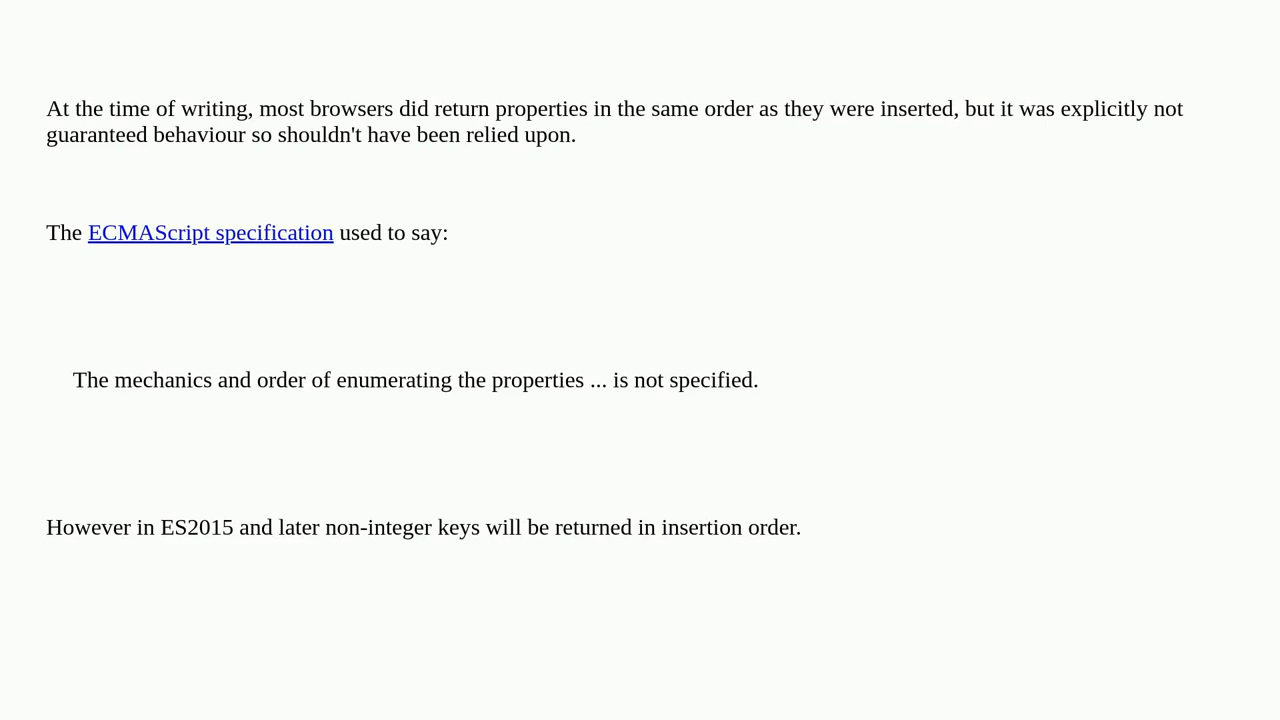 At the time of writing, most browsers did return properties in the same order as they were inserted, but it was explicitly not
guaranteed behaviour so shouldn't have been relied upon.
The ECMAScript specification used to say:
The mechanics and order of enumerating the properties ... is not specified.
However in ES2015 and later non-integer keys will be returned in insertion order.